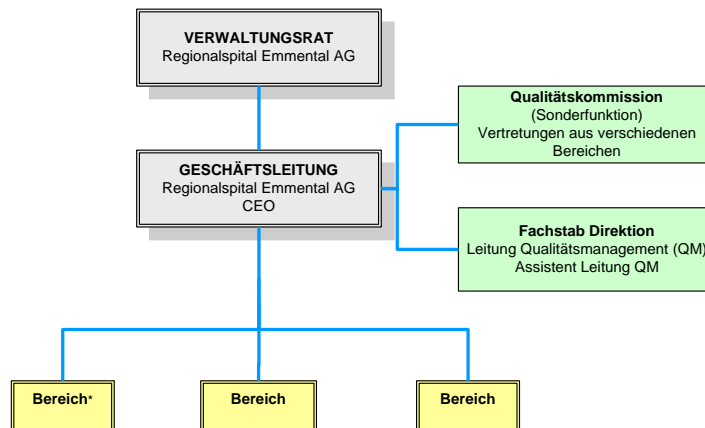 VERWALTUNGSRAT
Regionalspital Emmental AG
Qualitätskommission
(Sonderfunktion)
Vertretungen aus verschiedenen
Bereichen
GESCHÄFTSLEITUNG
Regionalspital Emmental AG
CEO
Fachstab Direktion
Leitung Qualitätsmanagement (QM)
Assistent Leitung QM
Bereich*
Bereich
Bereich